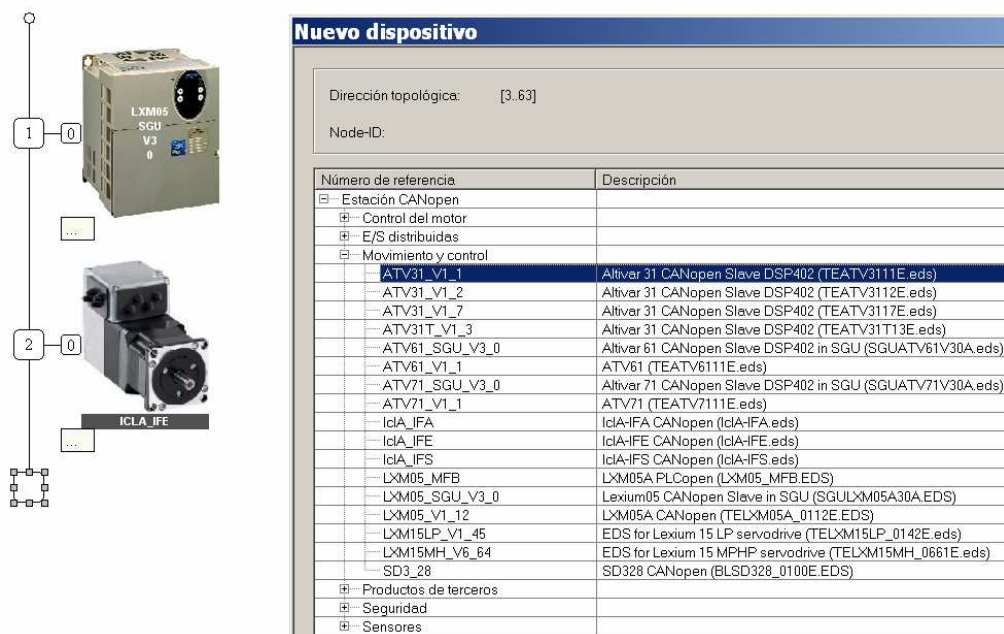 Nuevo dispositivo
Dirección topológica: [3..63]
Node-ID:
Número de referencia Descripción
Estación CANopen
Control del motor
E/S distribuidas
Movimiento y control
ATV31_V1_1 Altivar 31 CANopen Slave DSP402 (TEATV3111E.eds)
ATV31_V1_2 Altivar 31 CANopen Slave DSP402 (TEATV3112E.eds)
ATV31_V1_7 Altivar 31 CANopen Slave DSP402 (TEATV3117E.eds)
ATV31T_V1_3 Altivar 31 CANopen Slave DSP402 (TEATV31T13E.eds)
ATV61_SGU_V3_0 Altivar 61 CANopen Slave DSP402 in SGU (SGUATV61V30A.eds)
ATV61_V1_1 ATV61 (TEATV6111E.eds)
ATV71_SGU_V3_0 Altivar 71 CANopen Slave DSP402 in SGU (SGUATV71V30A.eds)
ATV71_V1_1 ATV71 (TEATV7111E.eds)
IclA_IFA IclA-IFA CANopen (IclA-IFA.eds)
IclA_IFE IclA-IFE CANopen (IclA-IFE.eds)
IclA_IFS IclA-IFS CANopen (IclA-IFS.eds)
LXM05_MFB LXM05A PLCopen (LXM05_MFB.EDS)
LXM05_SGU_V3_0 Lexium05 CANopen Slave in SGU (SGULXM05A30A.EDS)
LXM05_V1_12 LXM05A CANopen (TELXM05A_0112E.EDS)
LXM15LP_V1_45 EDS for Lexium 15 LP servodrive (TELXM15LP_0142E.eds)
LXM15MH_V6_64 EDS for Lexium 15 MPHP servodrive (TELXM15MH_0661E.eds)
SD3_28 SD328 CANopen (BLSD328_0100E.EDS)
Productos de terceros
Seguridad
Sensores
1 0
LXM05
SGU
V3
0
...
2 0
ICLA_IFE
...